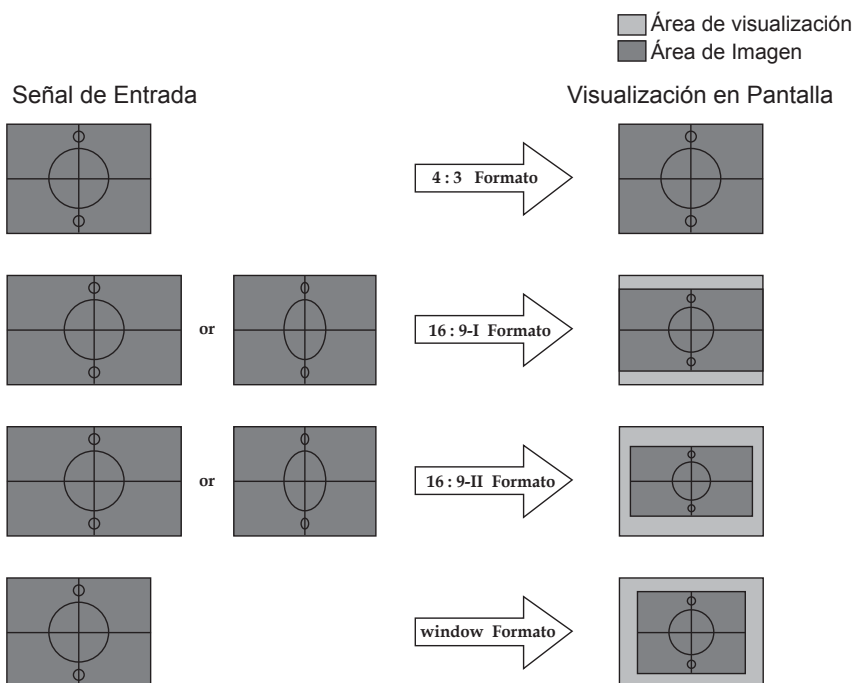 Área de visualización
Área de Imagen
Señal de Entrada
Visualización en Pantalla
4 : 3 Formato
or
16 : 9-I Formato
or
16 : 9-II Formato
window Formato